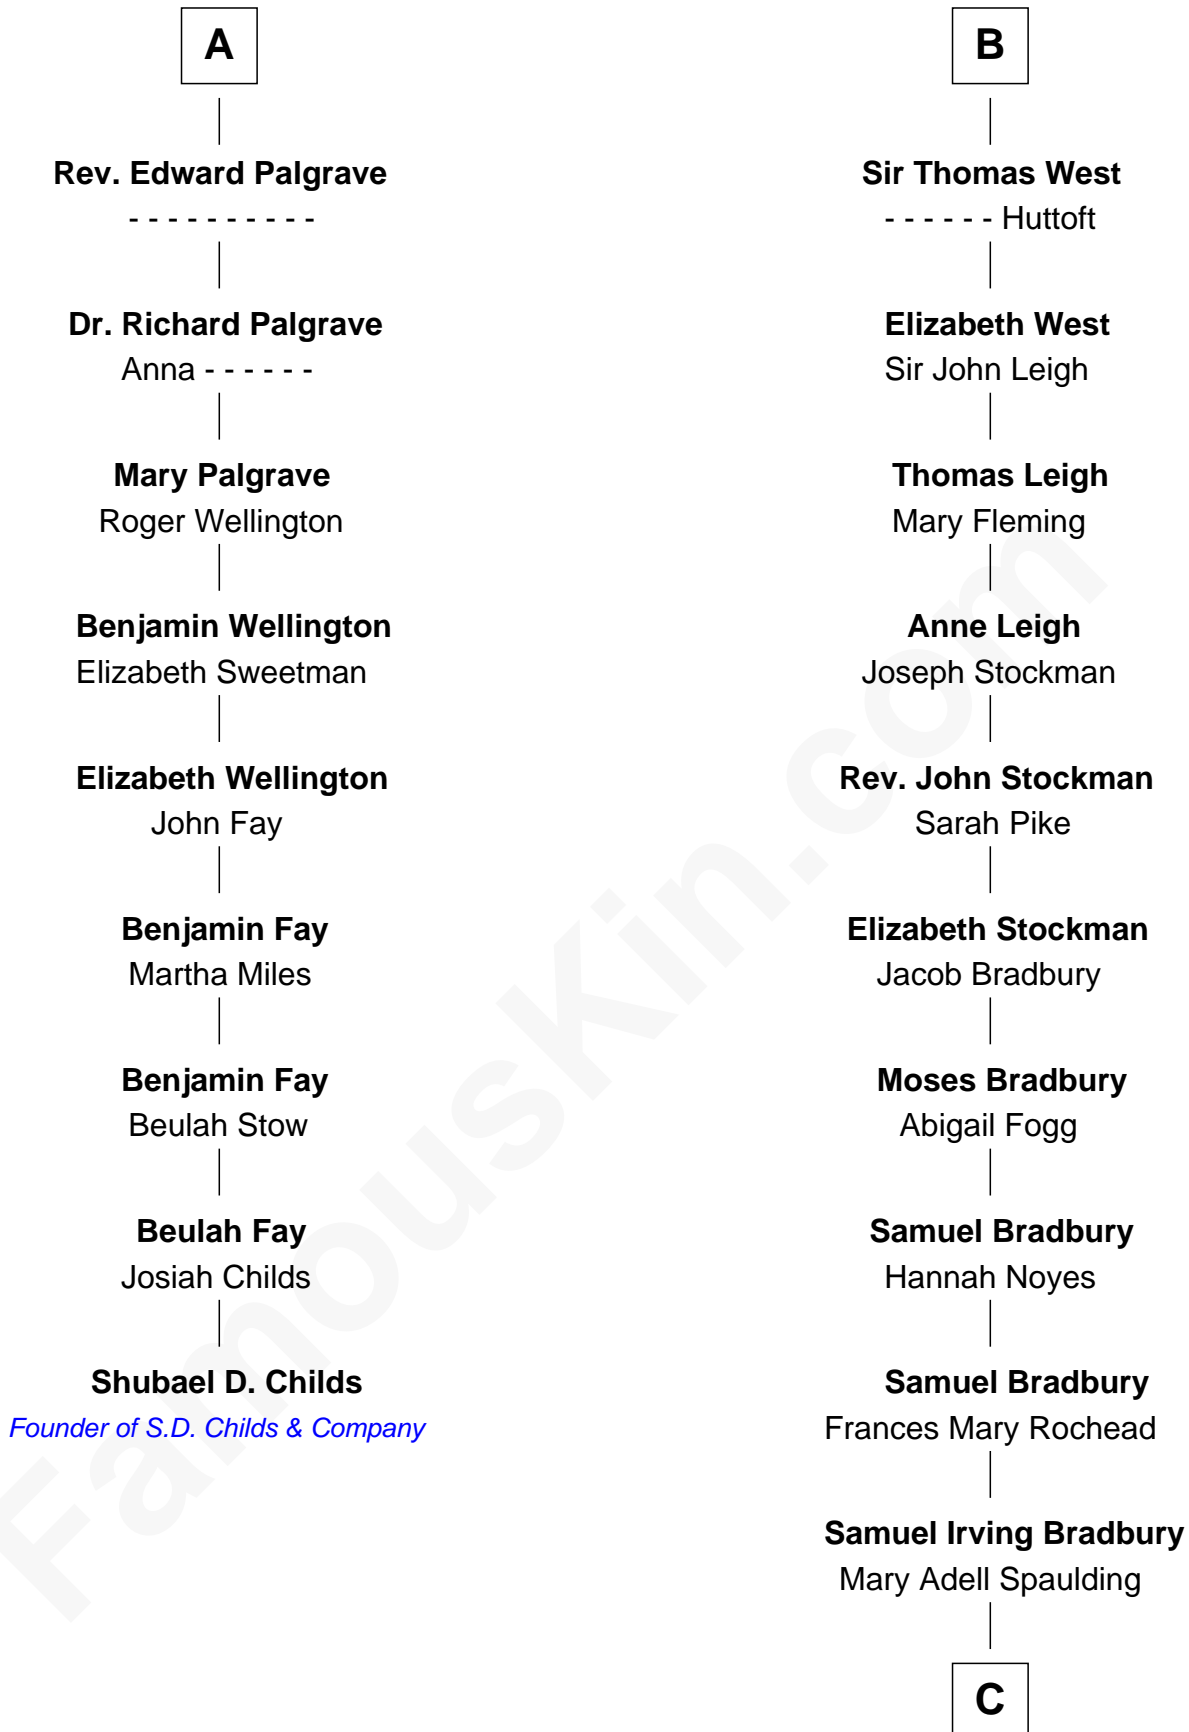 A
Rev. Edward Palgrave
- - - - - - - - - -
Dr. Richard Palgrave
Anna - - - - - -
Mary Palgrave
Roger Wellington
Benjamin Wellington
Elizabeth Sweetman
Elizabeth Wellington
John Fay
Benjamin Fay
Martha Miles
Benjamin Fay
Beulah Stow
Beulah Fay
Josiah Childs
Shubael D. Childs
Founder of S.D. Childs & Company
B
Sir Thomas West
- - - - - - Huttoft
Elizabeth West
Sir John Leigh
Thomas Leigh
Mary Fleming
Anne Leigh
Joseph Stockman
Rev. John Stockman
Sarah Pike
Elizabeth Stockman
Jacob Bradbury
Moses Bradbury
Abigail Fogg
Samuel Bradbury
Hannah Noyes
Samuel Bradbury
Frances Mary Rochead
Samuel Irving Bradbury
Mary Adell Spaulding
C
FamousKin.com